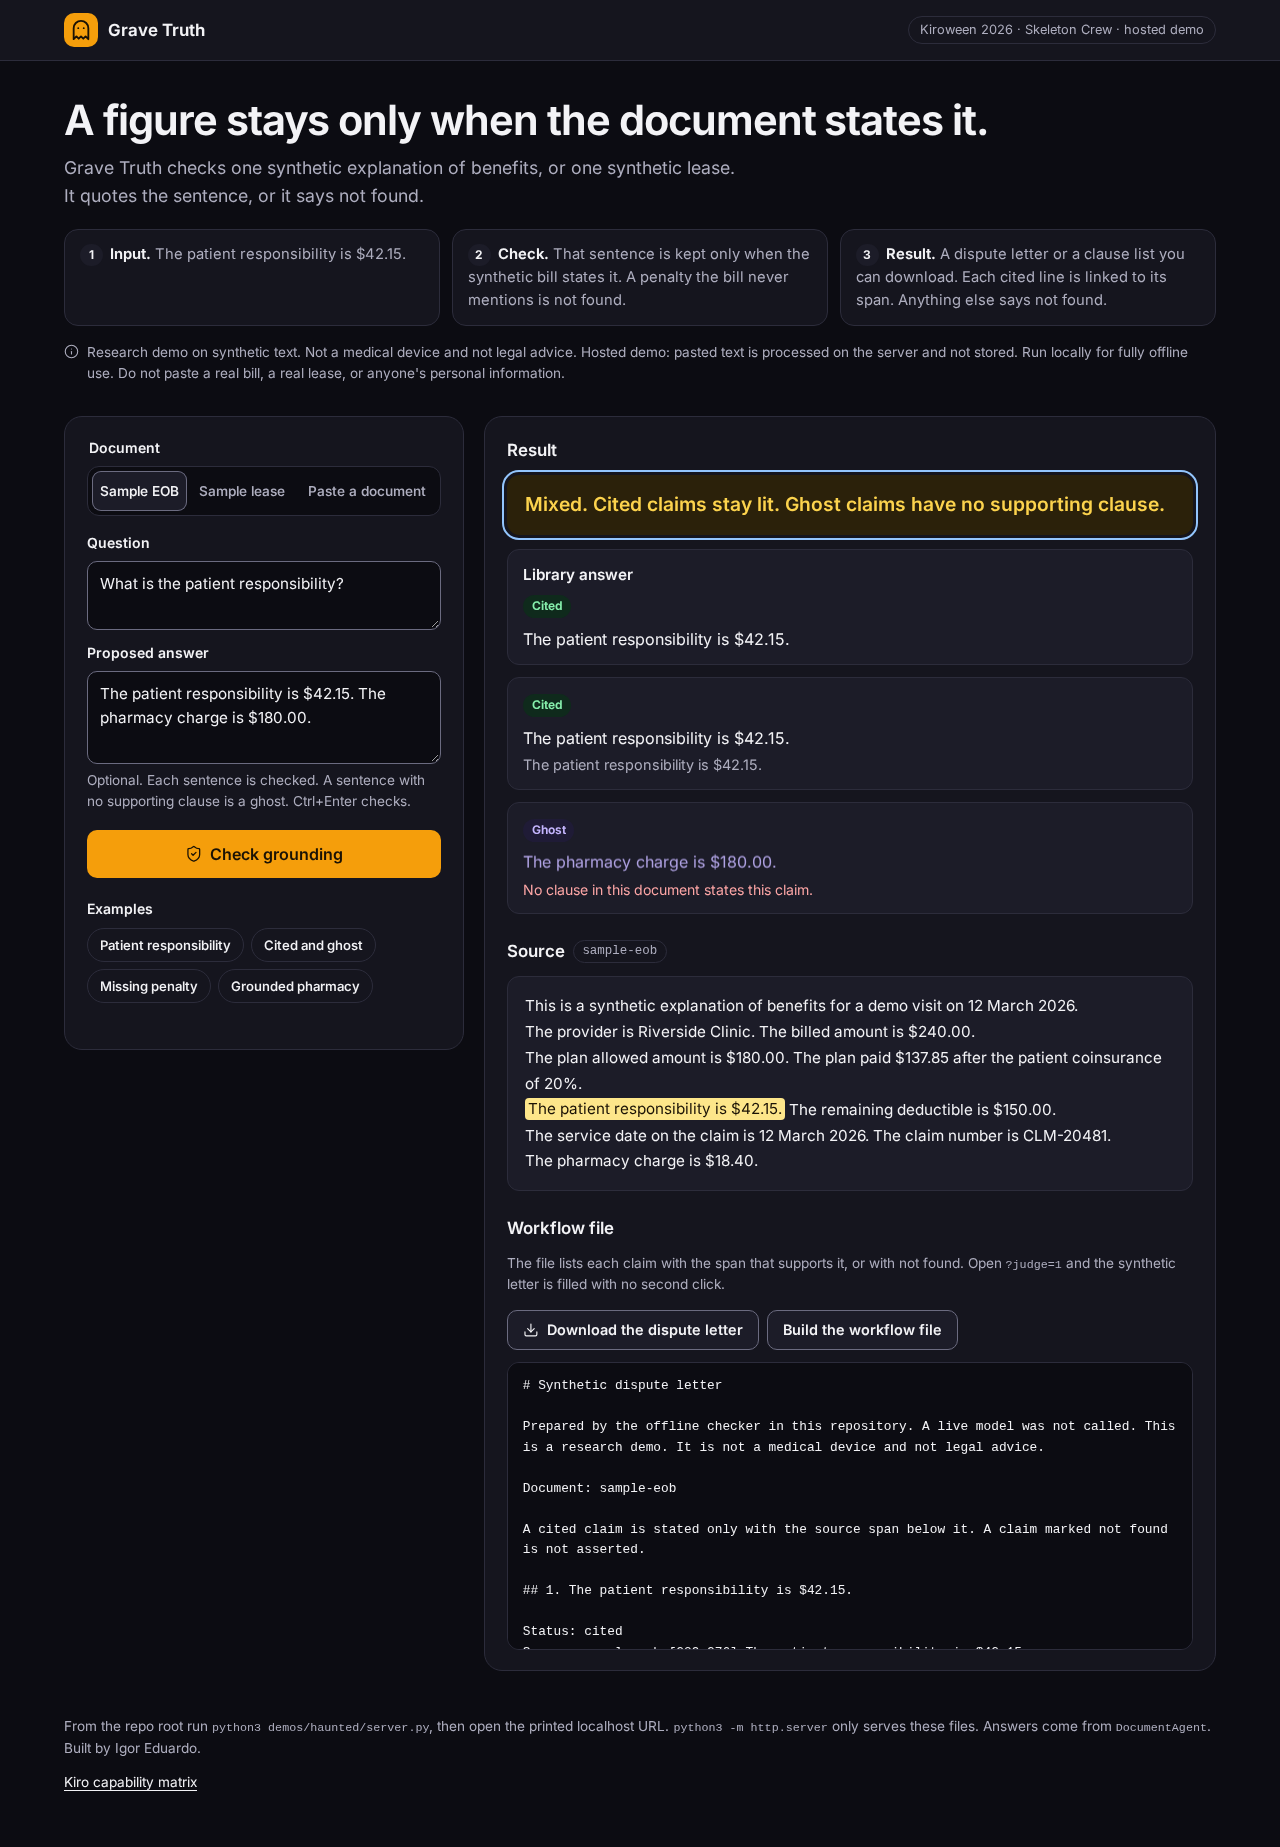 Grave Truth
Kiroween 2026 · Skeleton Crew · hosted demo
A figure stays only when the document states it.
Grave Truth checks one synthetic explanation of benefits, or one synthetic lease.
It quotes the sentence, or it says not found.
1 Input. The patient responsibility is $42.15.
2 Check. That sentence is kept only when the
synthetic bill states it. A penalty the bill never
mentions is not found.
3 Result. A dispute letter or a clause list you
can download. Each cited line is linked to its
span. Anything else says not found.
Research demo on synthetic text. Not a medical device and not legal advice. Hosted demo: pasted text is processed on the server and not stored. Run locally for fully offline
use. Do not paste a real bill, a real lease, or anyone's personal information.
Document
Sample EOB
Sample lease
Paste a document
Question
What is the patient responsibility?
Proposed answer
The patient responsibility is $42.15. The
pharmacy charge is $180.00.
Optional. Each sentence is checked. A sentence with
no supporting clause is a ghost. Ctrl+Enter checks.
Check grounding
Examples
Patient responsibility
Cited and ghost
Missing penalty
Grounded pharmacy
Result
Mixed. Cited claims stay lit. Ghost claims have no supporting clause.
Library answer
Cited
The patient responsibility is $42.15.
Cited
The patient responsibility is $42.15.
The patient responsibility is $42.15.
Ghost
The pharmacy charge is $180.00.
No clause in this document states this claim.
Source
sample-eob
This is a synthetic explanation of benefits for a demo visit on 12 March 2026.
The provider is Riverside Clinic. The billed amount is $240.00.
The plan allowed amount is $180.00. The plan paid $137.85 after the patient coinsurance
of 20%.
The patient responsibility is $42.15. The remaining deductible is $150.00.
The service date on the claim is 12 March 2026. The claim number is CLM-20481.
The pharmacy charge is $18.40.
Workflow file
The file lists each claim with the span that supports it, or with not found. Open ?judge=1 and the synthetic
letter is filled with no second click.
Download the dispute letter
Build the workflow file
# Synthetic dispute letter
Prepared by the offline checker in this repository. A live model was not called. This
is a research demo. It is not a medical device and not legal advice.
Document: sample-eob
A cited claim is stated only with the source span below it. A claim marked not found
is not asserted.
## 1. The patient responsibility is $42.15.
Status: cited
From the repo root run python3 demos/haunted/server.py, then open the printed localhost URL. python3 -m http.server only serves these files. Answers come from DocumentAgent.
Built by Igor Eduardo.
Kiro capability matrix